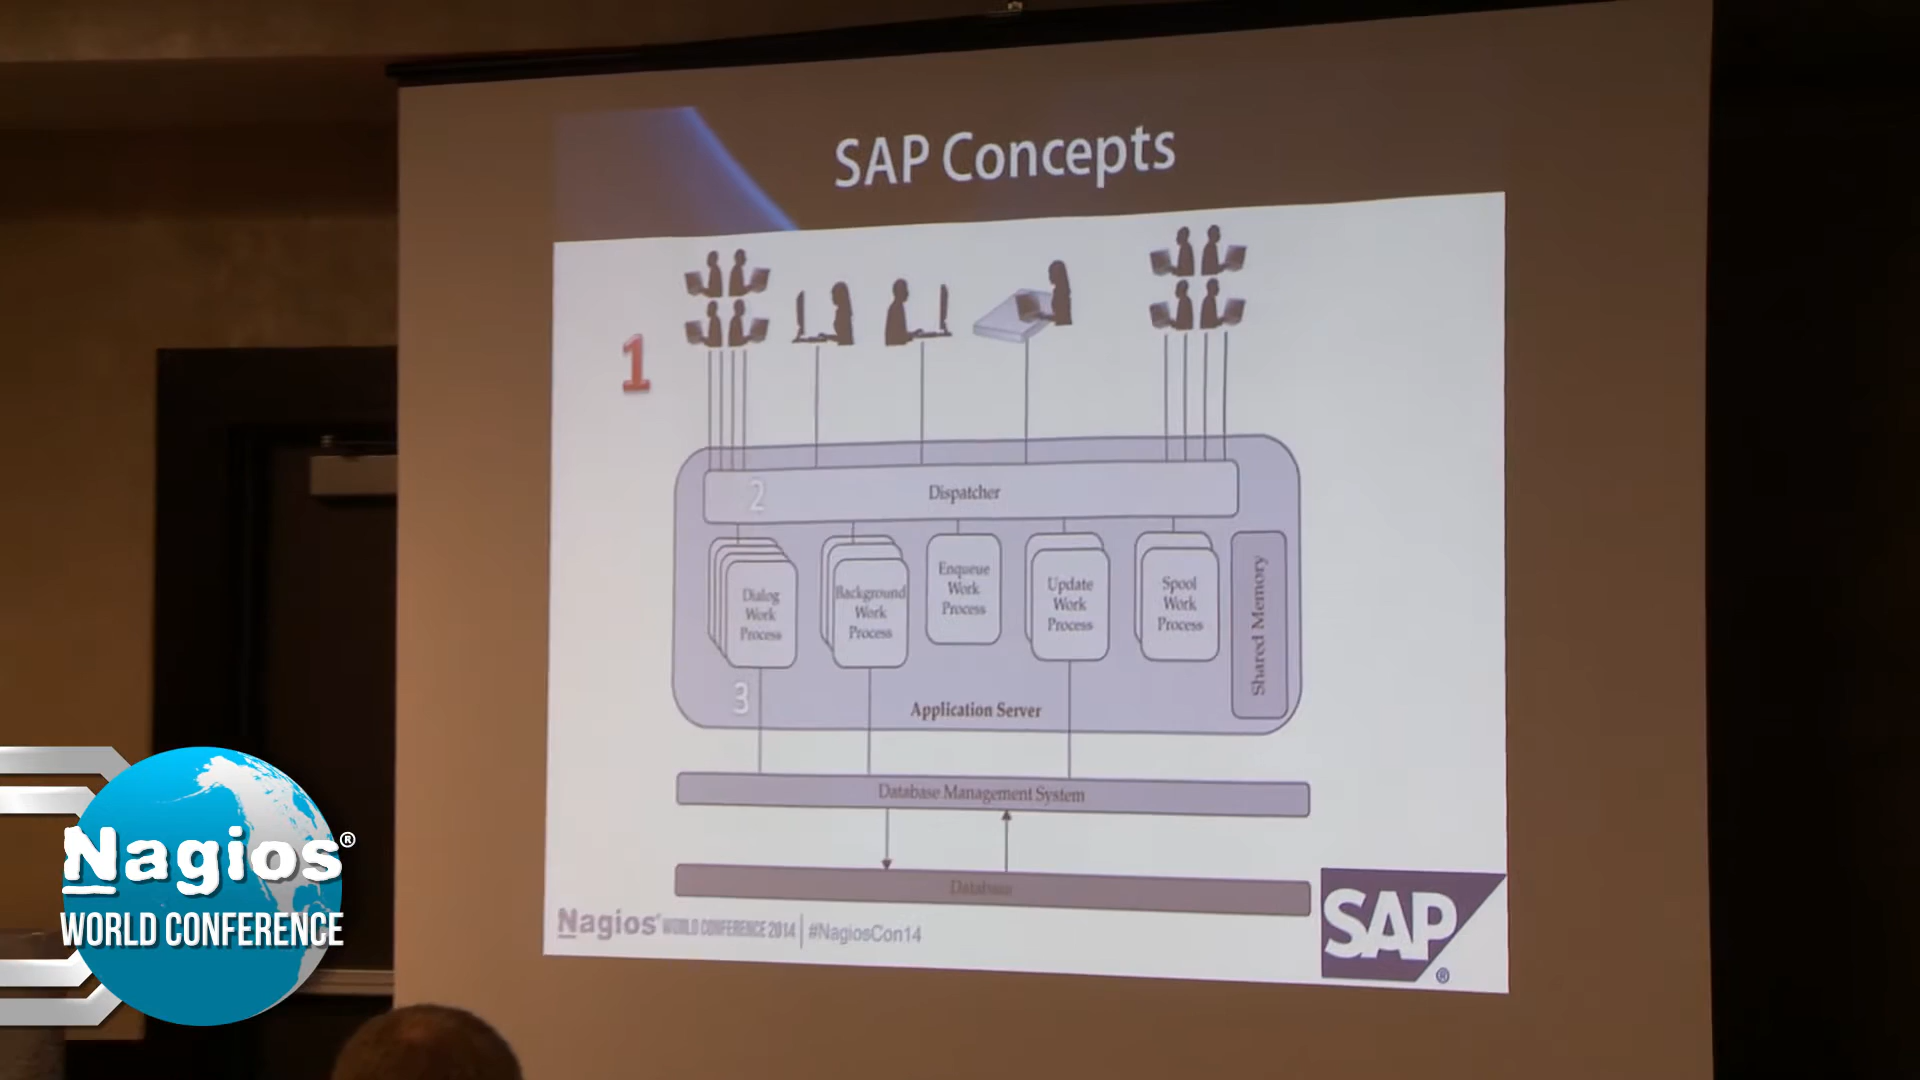 SAP Concepts
1
2
Dispatcher
Dialog
Work
Process
Background
Work
Process
Enqueue
Work
Process
Update
Work
Process
Spool
Work
Process
Shared Memory
3
Application Server
Database Management System
Database
Nagios® WORLD CONFERENCE 2014 | #NagiosCon14
SAP
®
Nagios®
WORLD CONFERENCE